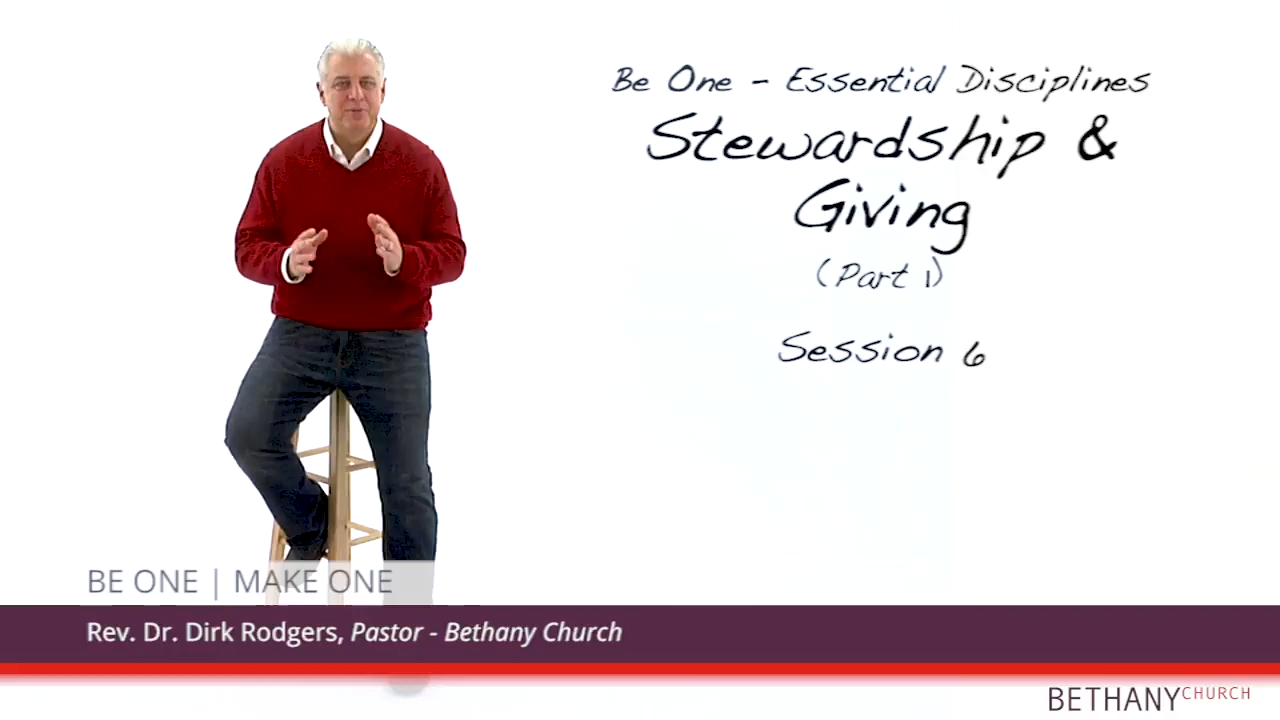 Be One - Essential Disciplines
Stewardship &
Giving
(Part 1)
Session 6
BE ONE | MAKE ONE
Rev. Dr. Dirk Rodgers, Pastor - Bethany Church
BETHANY CHURCH